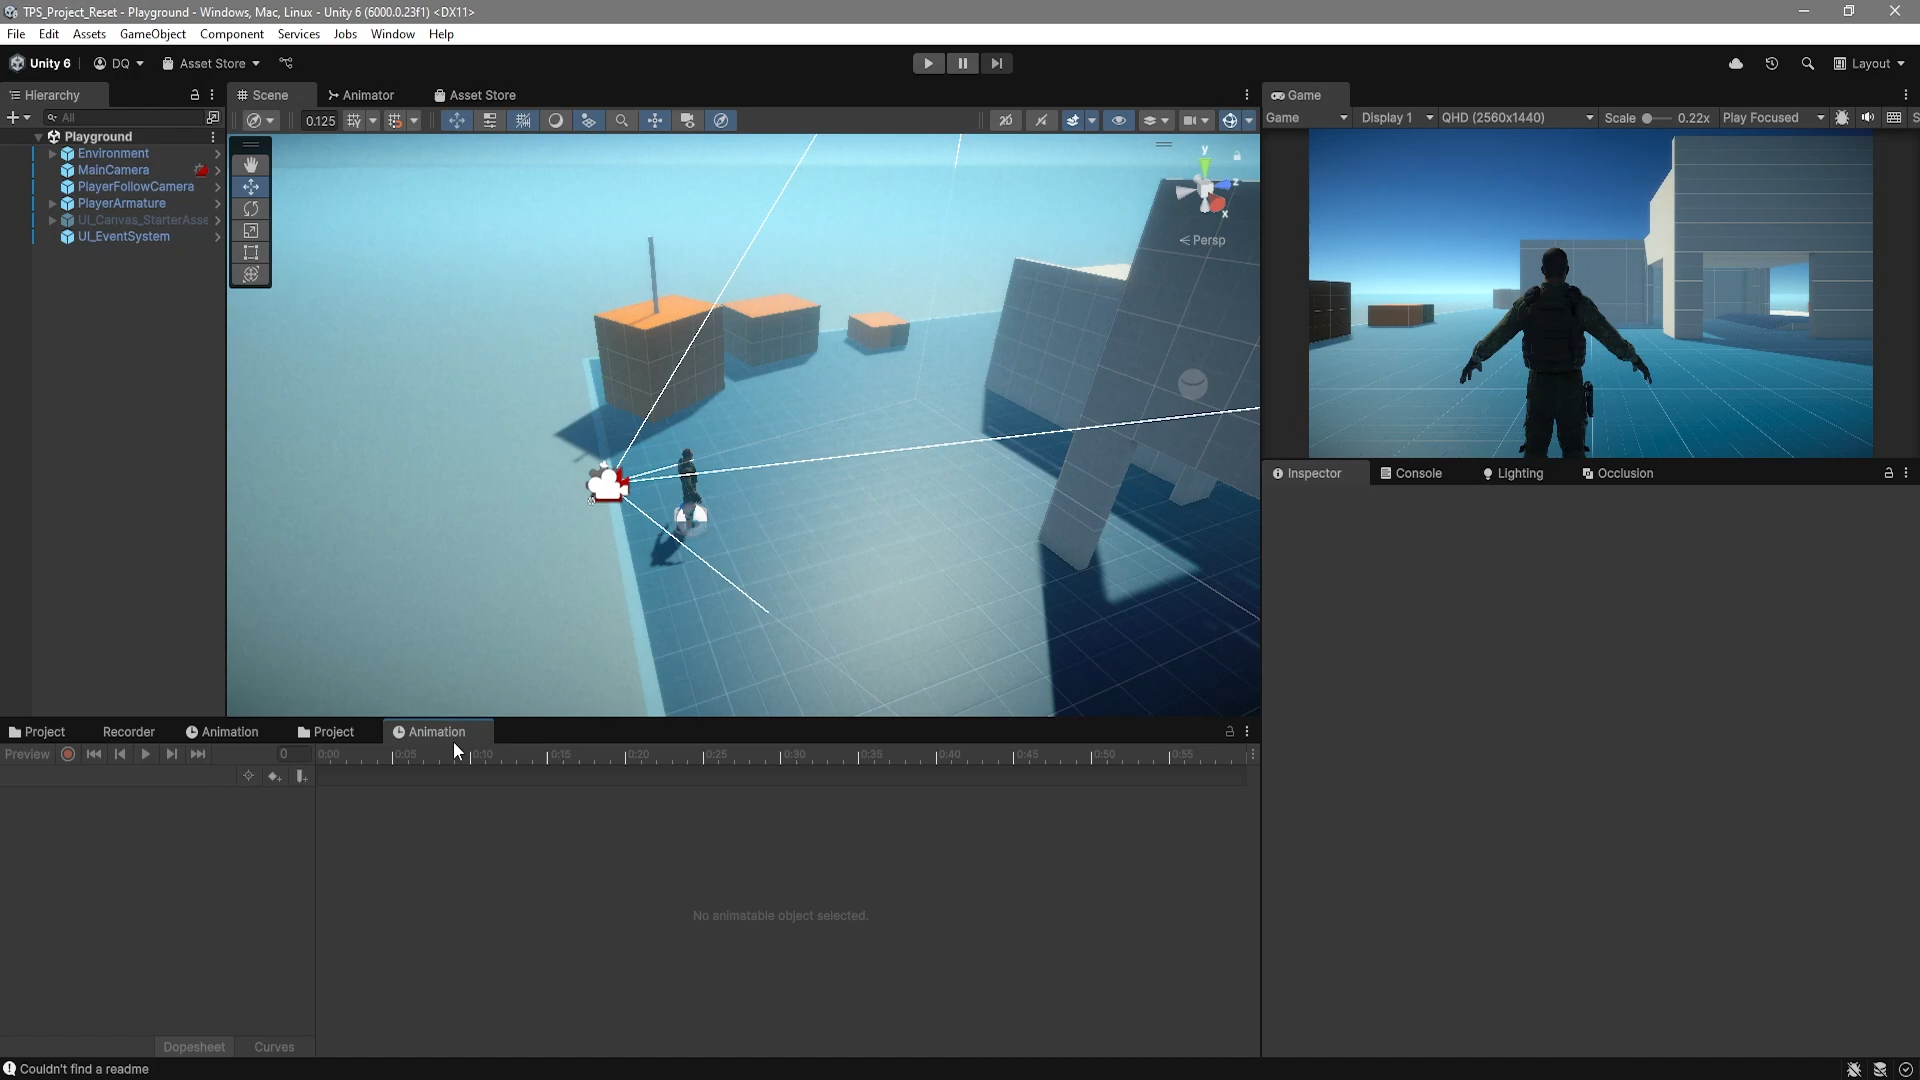 TPS_Project_Reset - Playground - Windows, Mac, Linux - Unity 6 (6000.0.23f1) <DX11>
File Edit Assets GameObject Component Services Jobs Window Help
Unity 6 DQ Asset Store Layout
Hierarchy Scene Animator Asset Store Game
All 0.125 2D Game Display 1 QHD (2560x1440) Scale 0.22x Play Focused S
Playground
Environment
MainCamera
PlayerFollowCamera
PlayerArmature
UI_Canvas_StarterAsse
UI_EventSystem
y
z
x
Persp
Inspector Console Lighting Occlusion
Project Recorder Animation Project Animation
Preview 0 0:00 0:05 0:10 0:15 0:20 0:25 0:30 0:35 0:40 0:45 0:50 0:55
No animatable object selected.
Dopesheet Curves
Couldn't find a readme